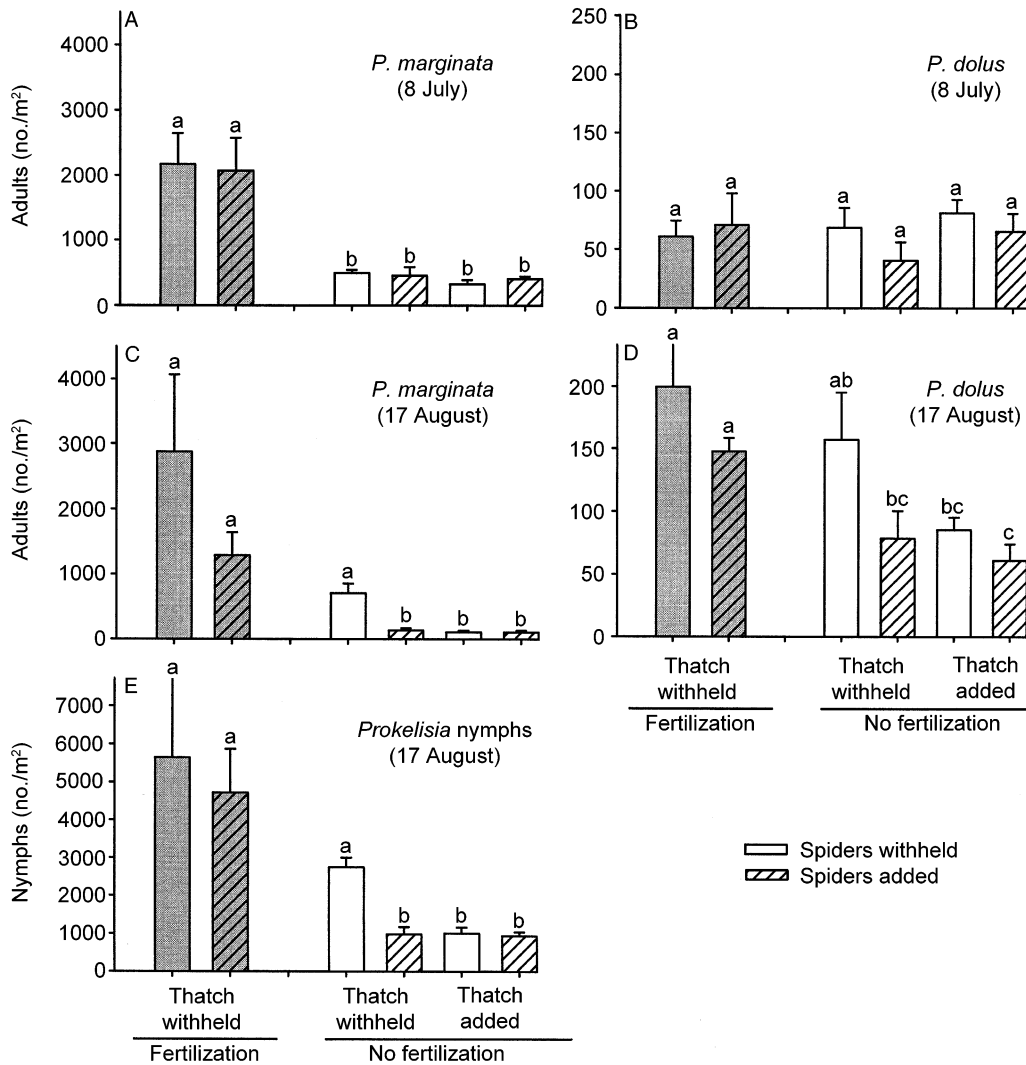 A
P. marginata
(8 July)
Adults (no./m²)
4000
3000
2000
1000
0
a
a
b
b
b
b
B
P. dolus
(8 July)
250
200
150
100
50
0
a
a
a
a
a
a
C
P. marginata
(17 August)
Adults (no./m²)
4000
3000
2000
1000
0
a
a
a
b
b
b
D
P. dolus
(17 August)
200
150
100
50
0
a
a
ab
bc
bc
c
Thatch
withheld
Thatch
withheld
Thatch
added
Fertilization
No fertilization
E
Prokelisia nymphs
(17 August)
Nymphs (no./m²)
7000
6000
5000
4000
3000
2000
1000
0
a
a
a
b
b
b
Thatch
withheld
Thatch
withheld
Thatch
added
Fertilization
No fertilization
Spiders withheld
Spiders added